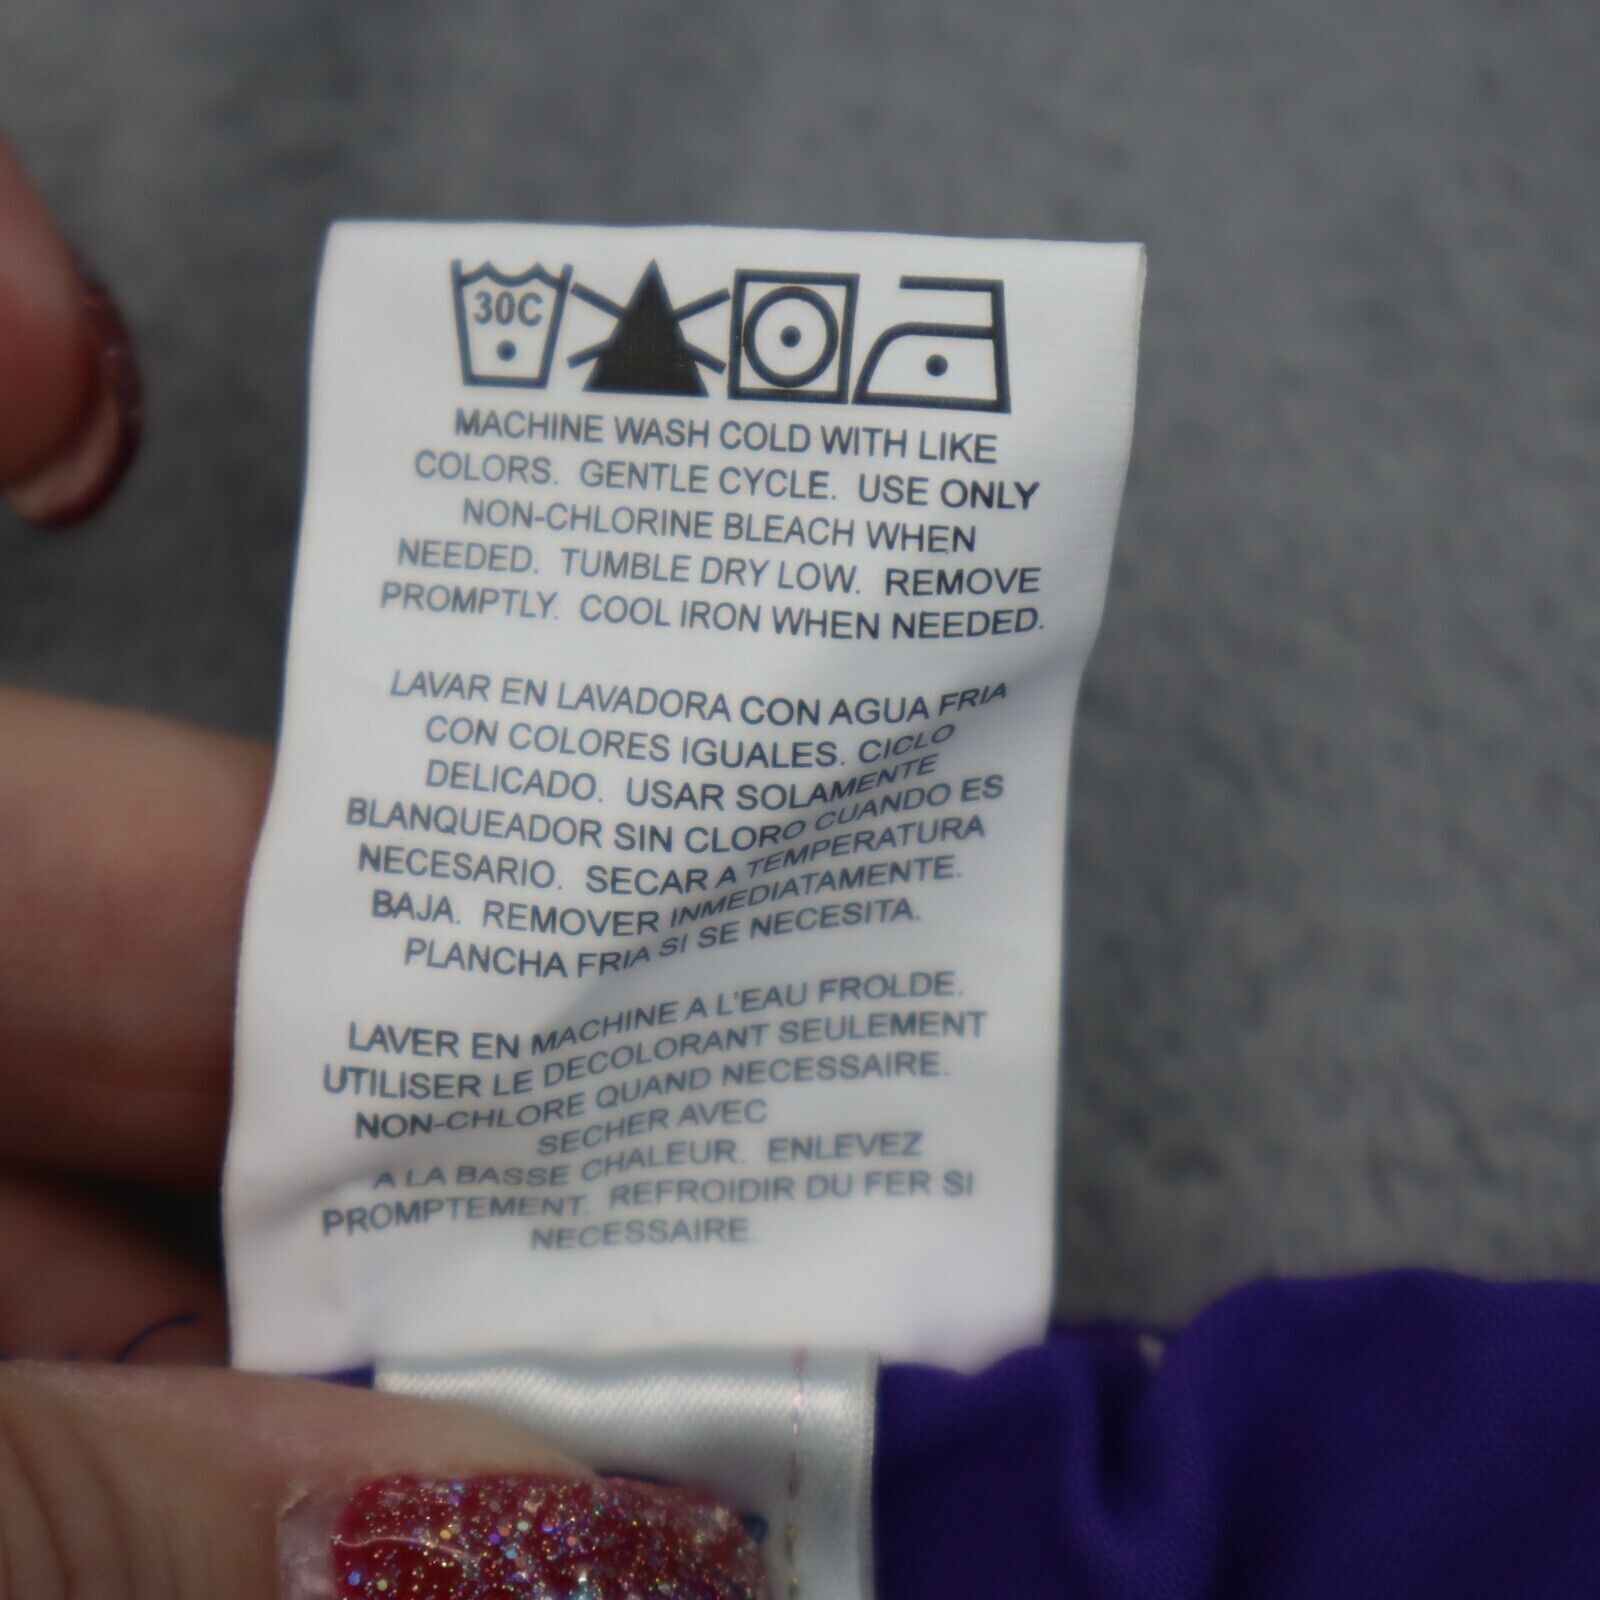 30C
MACHINE WASH COLD WITH LIKE
COLORS. GENTLE CYCLE. USE ONLY
NON-CHLORINE BLEACH WHEN
NEEDED. TUMBLE DRY LOW. REMOVE
PROMPTLY. COOL IRON WHEN NEEDED.
LAVAR EN LAVADORA CON AGUA FRIA
CON COLORES IGUALES. CICLO
DELICADO. USAR SOLAMENTE
BLANQUEADOR SIN CLORO CUANDO ES
NECESARIO. SECAR A TEMPERATURA
BAJA. REMOVER INMEDIATAMENTE.
PLANCHA FRIA SI SE NECESITA.
LAVER EN MACHINE A L'EAU FROLDE.
UTILISER LE DECOLORANT SEULEMENT
NON-CHLORE QUAND NECESSAIRE.
SECHER AVEC
A LA BASSE CHALEUR. ENLEVEZ
PROMPTEMENT. REFROIDIR DU FER SI
NECESSAIRE.